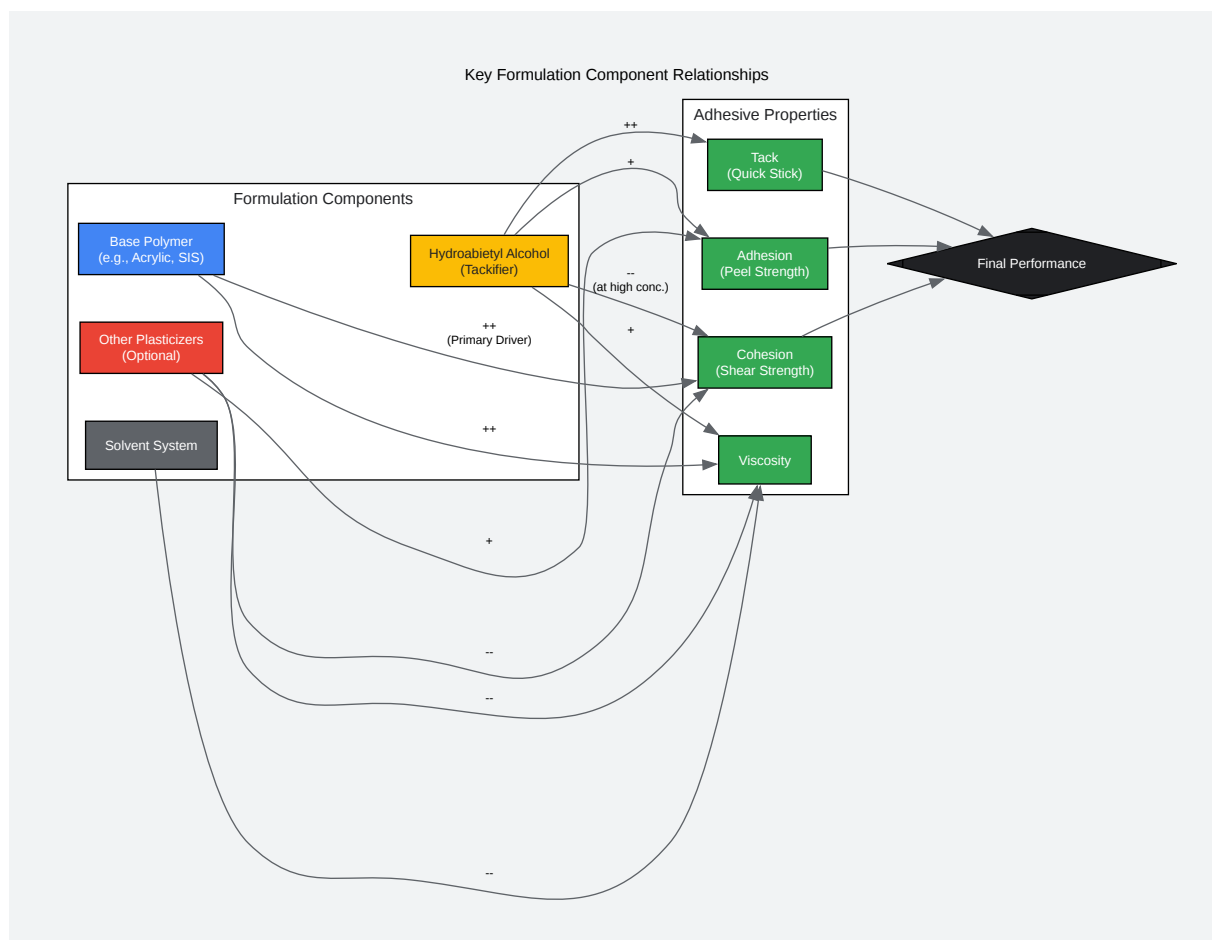 Key Formulation Component Relationships
Adhesive Properties
++
Tack
(Quick Stick)
+
Formulation Components
Base Polymer
(e.g., Acrylic, SIS)
Hydroabietyl Alcohol
(Tackifier)
Adhesion
(Peel Strength)
Final Performance
--
(at high conc.)
++
(Primary Driver)
+
Other Plasticizers
(Optional)
Cohesion
(Shear Strength)
++
Solvent System
Viscosity
+
--
--
--